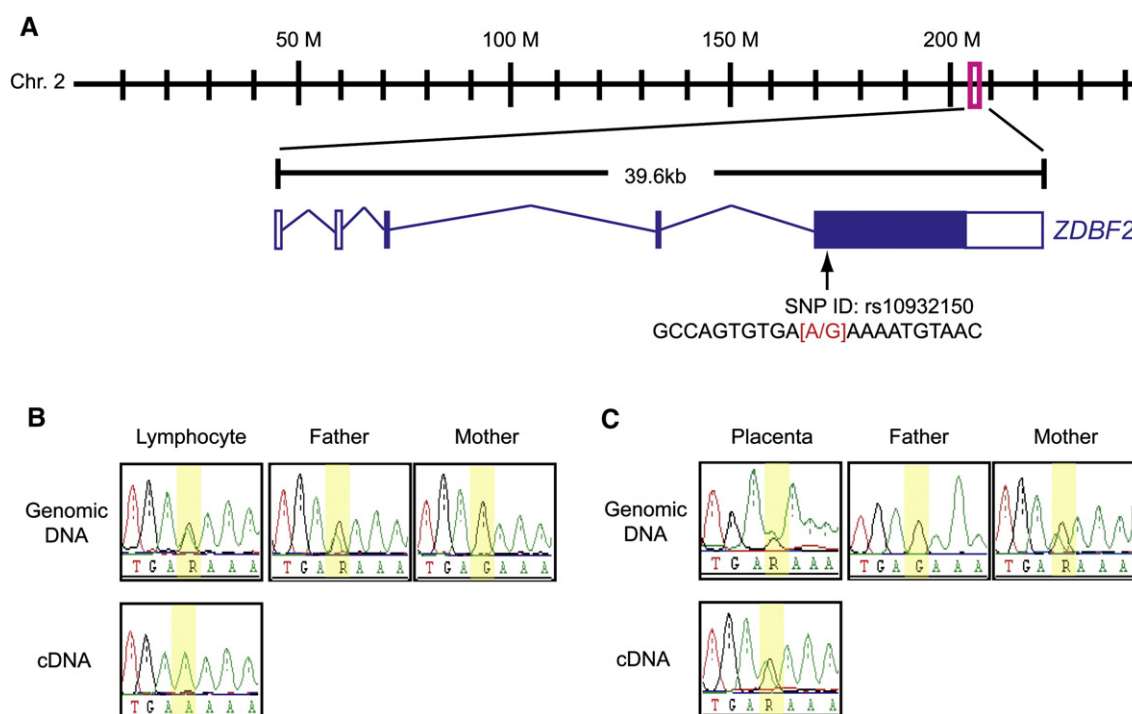 A
50 M 100 M 150 M 200 M
Chr. 2
39.6kb
ZDBF2
SNP ID: rs10932150
GCCAGTGTGA[A/G]AAAATGTAAC
B
Lymphocyte Father Mother
Genomic DNA
T G A R A A A
T G A R A A A
T G A G A A A
cDNA
T G A A A A A
C
Placenta Father Mother
Genomic DNA
T G A R A A A
T G A G A A A
T G A R A A A
cDNA
T G A R A A A